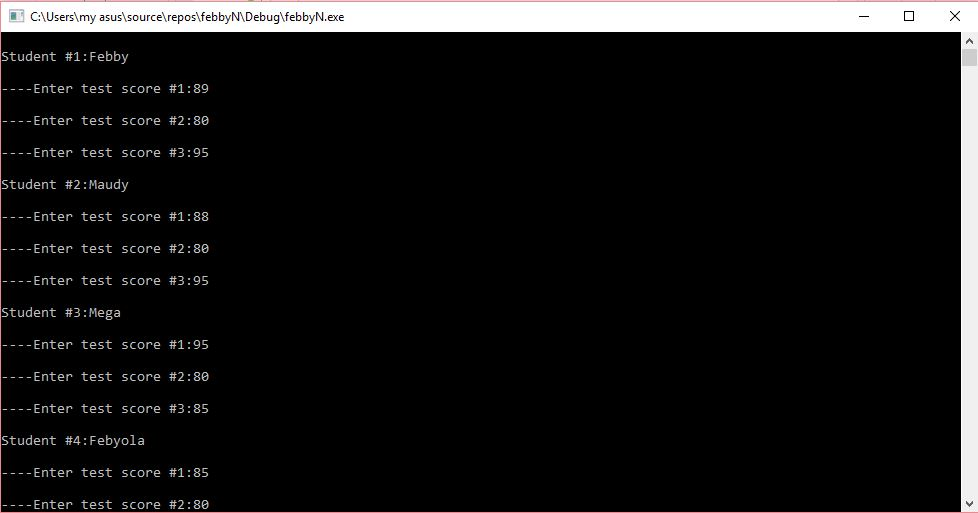 C:\Users\my asus\source\repos\febbyN\Debug\febbyN.exe
Student #1:Febby
----Enter test score #1:89
----Enter test score #2:80
----Enter test score #3:95
Student #2:Maudy
----Enter test score #1:88
----Enter test score #2:80
----Enter test score #3:95
Student #3:Mega
----Enter test score #1:95
----Enter test score #2:80
----Enter test score #3:85
Student #4:Febyola
----Enter test score #1:85
----Enter test score #2:80